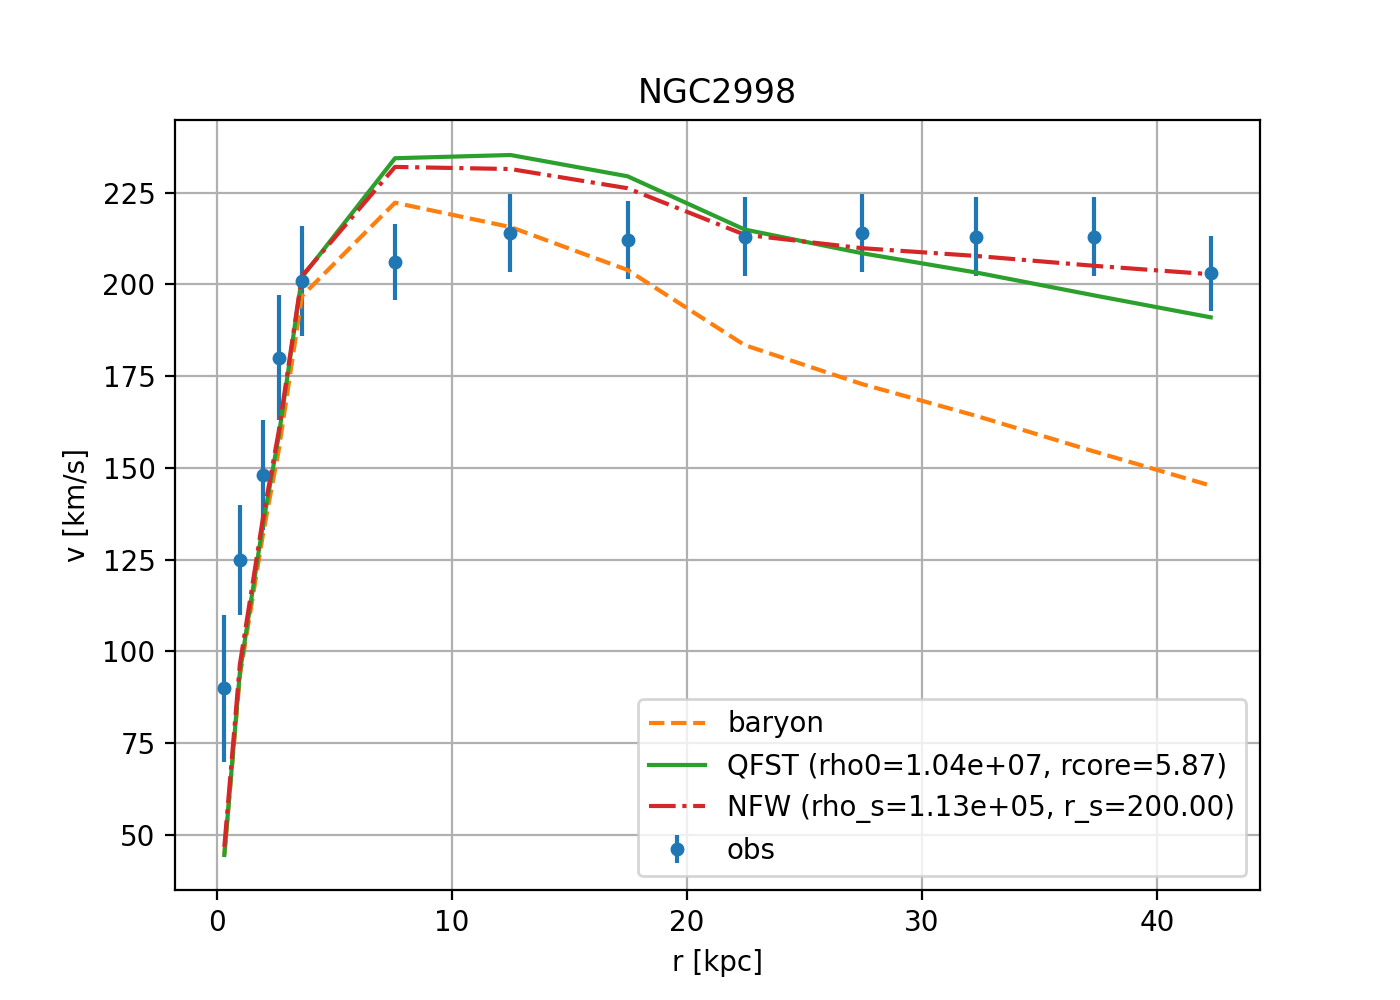 NGC2998
225
200
175
150
125
100
75
50
v [km/s]
baryon
QFST (rho0=1.04e+07, rcore=5.87)
NFW (rho_s=1.13e+05, r_s=200.00)
obs
0 10 20 30 40
r [kpc]